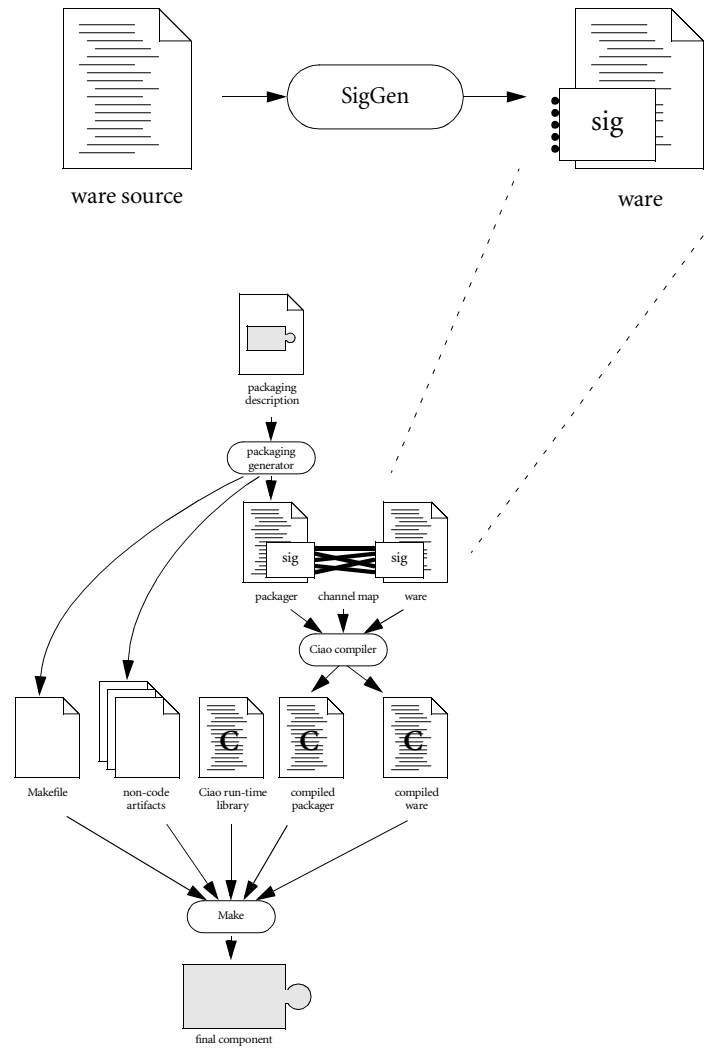 SigGen
sig
ware source
ware
packaging
description
packaging
generator
sig
sig
packager
channel map
ware
Ciao compiler
C
C
C
Makefile
non-code
artifacts
Ciao run-time
library
compiled
packager
compiled
ware
Make
final component